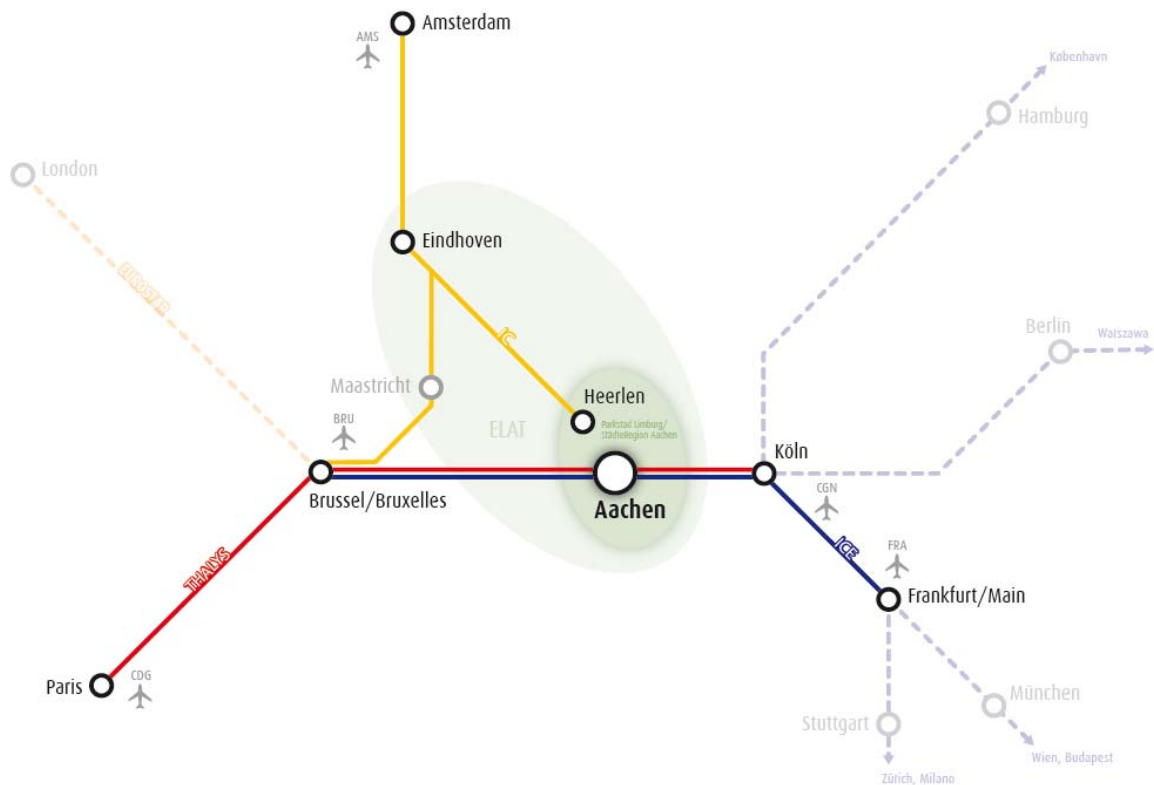 Amsterdam
AMS
København
Hamburg
London
Eindhoven
EUROSTAR
IC
Berlin
Warszawa
Maastricht
Heerlen
BRU
ELAT
Parkstad Limburg/
StädteRegion Aachen
Köln
Brussel/Bruxelles
Aachen
CGN
THALYS
ICE
FRA
Frankfurt/Main
Paris
CDG
München
Stuttgart
Wien, Budapest
Zürich, Milano